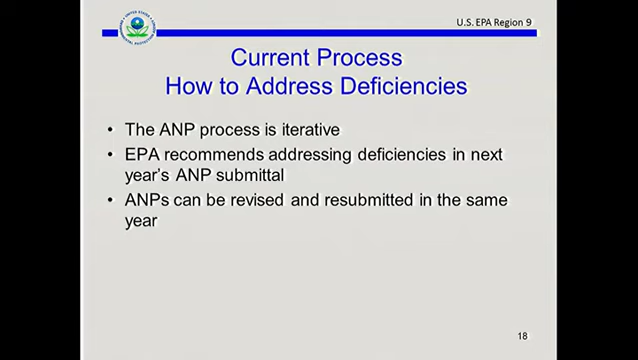 U.S. EPA Region 9
Current Process
How to Address Deficiencies
• The ANP process is iterative
• EPA recommends addressing deficiencies in next
year's ANP submittal
• ANPs can be revised and resubmitted in the same
year
18